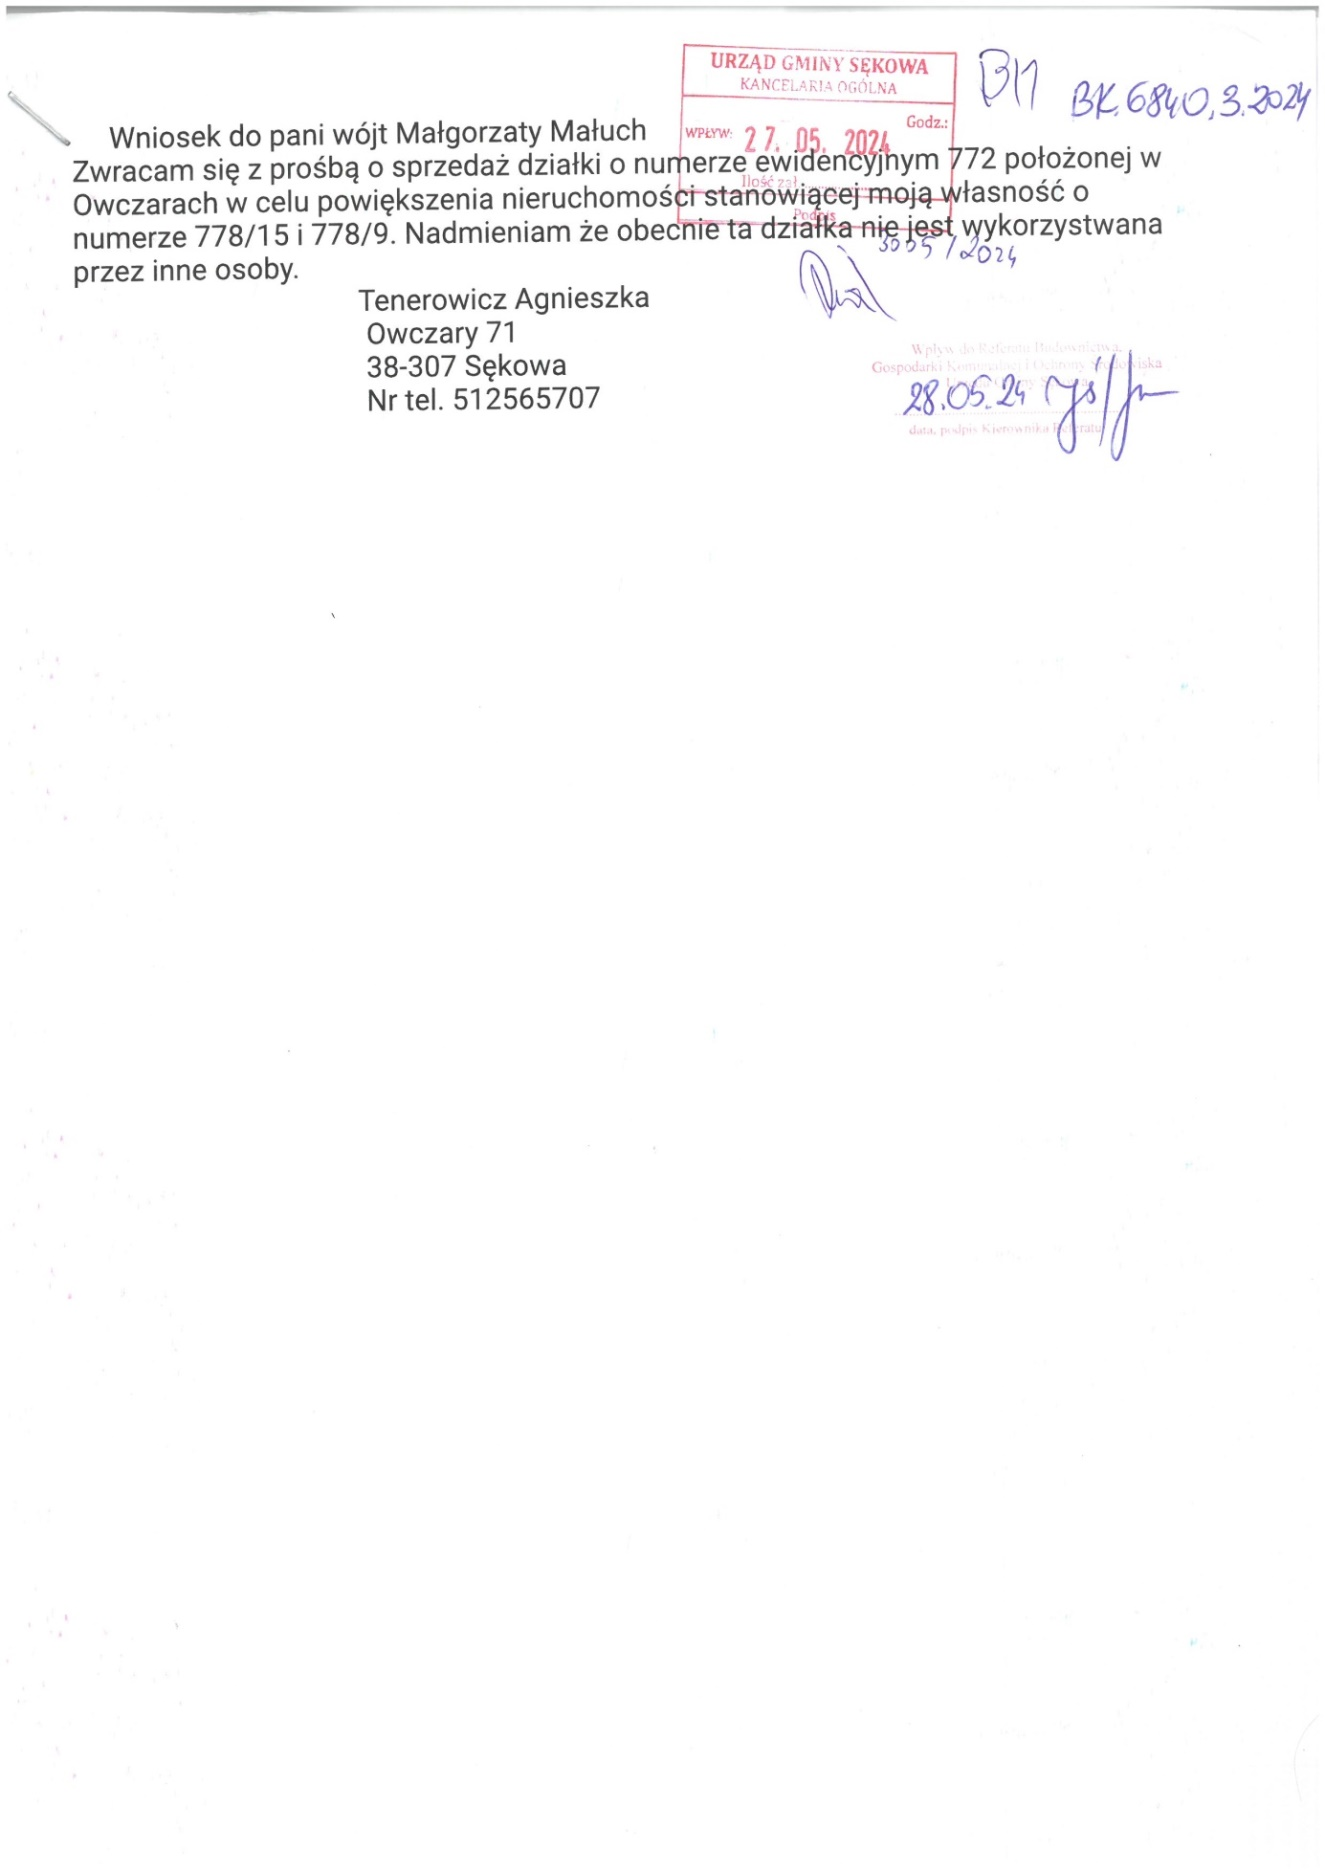 URZĄD GMINY SĘKOWA
KANCELARIA OGÓLNA
BK.6840.3.2024
WPŁYW: 27. 05. 2024 Godz.:
Ilość zał.
Podpis
Wniosek do pani wójt Małgorzaty Małuch
Zwracam się z prośbą o sprzedaż działki o numerze ewidencyjnym 772 położonej w
Owczarach w celu powiększenia nieruchomości stanowiącej moją własność o
numerze 778/15 i 778/9. Nadmieniam że obecnie ta działka nie jest wykorzystwana
przez inne osoby.
Tenerowicz Agnieszka
Owczary 71
38-307 Sękowa
Nr tel. 512565707
Wpływ do Referatu Budownictwa,
Gospodarki Komunalnej i Ochrony Środowiska
28.05.24
data, podpis Kierownika Referatu